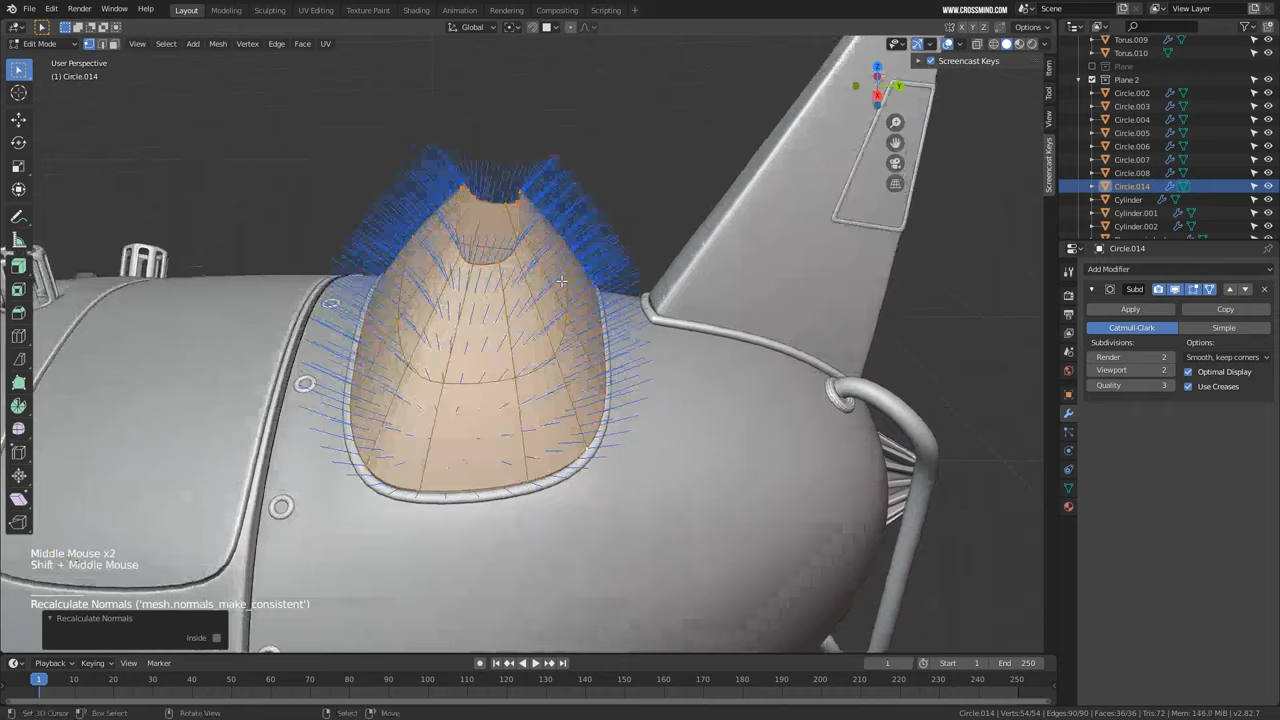 File Edit Render Window Help
Layout Modeling Sculpting UV Editing Texture Paint Shading Animation Rendering Compositing Scripting +
WWW.CROSSMIND.COM
Scene
View Layer
Global
X Y Z
Options
Edit Mode
View Select Add Mesh Vertex Edge Face UV
User Perspective
(1) Circle.014
Screencast Keys
Item
Tool
View
Screencast Keys
Z
Y
X
Torus.009
Torus.010
Plane
Plane 2
Circle.002
Circle.003
Circle.004
Circle.005
Circle.006
Circle.007
Circle.008
Circle.014
Cylinder
Cylinder.001
Cylinder.002
Circle.014
Add Modifier
Subd
Apply Copy
Catmull-Clark Simple
Subdivisions: Options:
Render 2 Smooth, keep corners
Viewport 2 Optimal Display
Quality 3 Use Creases
Middle Mouse x2
Shift + Middle Mouse
Recalculate Normals ('mesh.normals_make_consistent')
Recalculate Normals
Inside
Playback Keying View Marker
1 Start 1 End 250
1 10 20 30 40 50 60 70 80 90 100 110 120 130 140 150 160 170 180 190 200 210 220 230 240 250
Set 3D Cursor Box Select Rotate View Select Move
Circle.014 | Verts:54/54 | Edges:90/90 | Faces:36/36 | Tris:72 | Mem: 146.0 MiB | v2.82.7